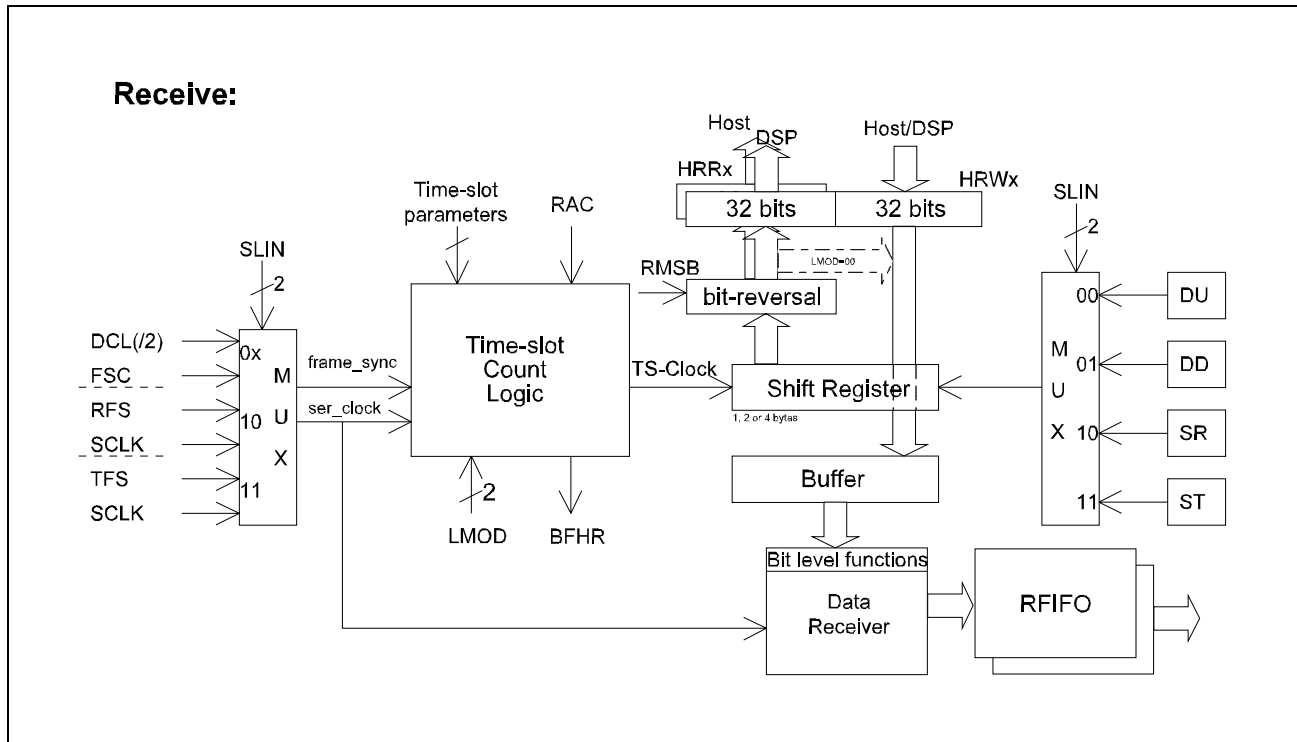 Receive:
Host
DSP
Host/DSP
HRRx
HRWx
Time-slot
parameters
RAC
32 bits
32 bits
SLIN
2
SLIN
2
LMOD=00
RMSB
bit-reversal
DCL(/2)
FSC
RFS
SCLK
TFS
SCLK
0x
10
11
M
U
X
frame_sync
ser_clock
Time-slot
Count
Logic
TS-Clock
Shift Register
1, 2 or 4 bytas
00
01
10
11
M
U
X
DU
DD
SR
ST
2
LMOD
BFHR
Buffer
Bit level functions
Data
Receiver
RFIFO